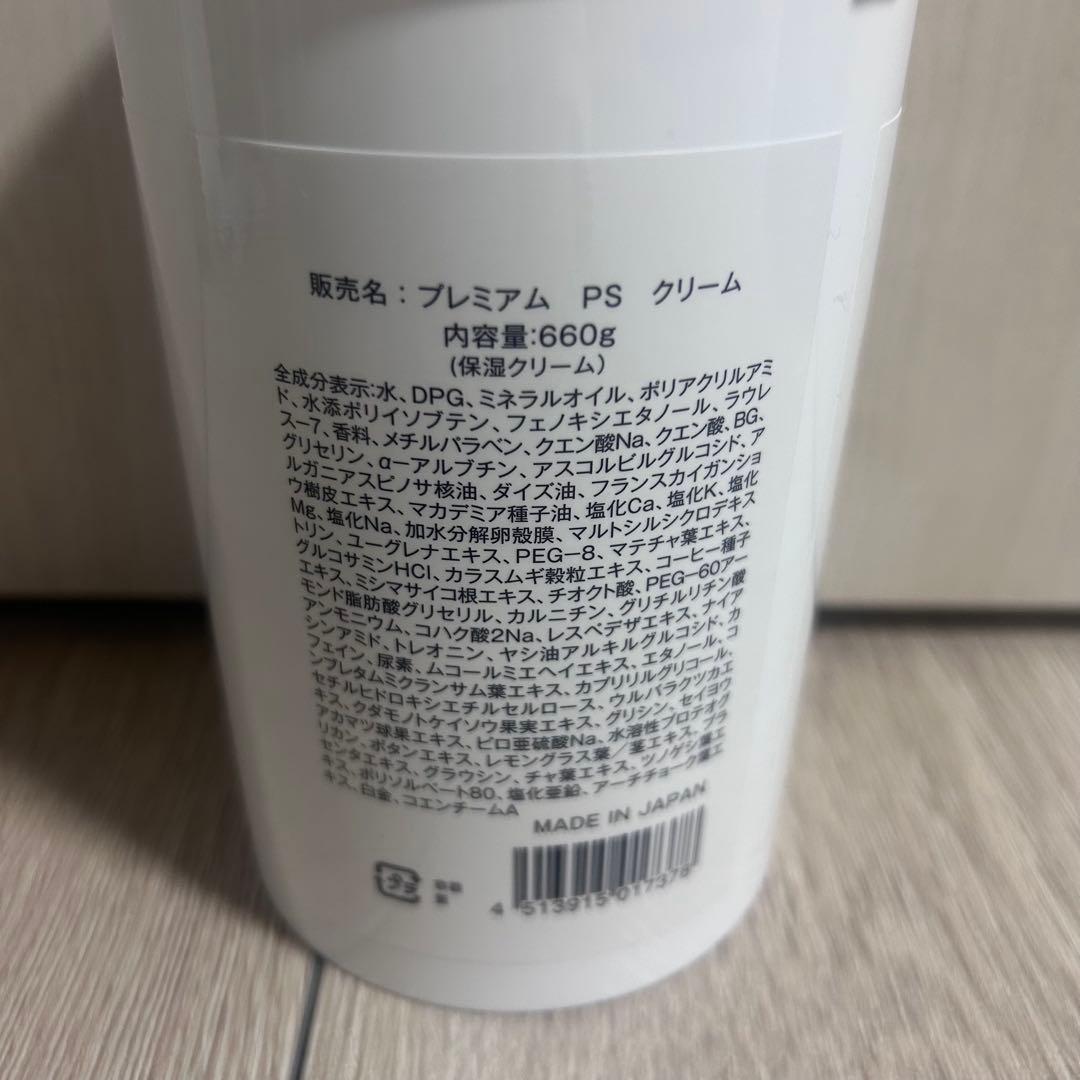 販売名：プレミアム　PS　クリーム
内容量:660g
(保湿クリーム)
全成分表示:水、DPG、ミネラルオイル、ポリアクリルアミ
ド、水添ポリイソブテン、フェノキシエタノール、ラウレ
スー7、香料、メチルパラベン、クエン酸Na、クエン酸、BG、
グリセリン、α－アルブチン、アスコルビルグルコシド、ア
ルガニアスピノサ核油、ダイズ油、フランスカイガンショ
ウ樹皮エキス、マカデミア種子油、塩化Ca、塩化K、塩化
Mg、塩化Na、加水分解卵殻膜、マルトシルシクロデキス
トリン、ユーグレナエキス、PEG－8、マテチャ葉エキス、
グルコサミンHCl、カラスムギ穀粒エキス、コーヒー種子
エキス、ミシマサイコ根エキス、チオクト酸、PEG－60アー
モンド脂肪酸グリセリル、カルニチン、グリチルリチン酸
アンモニウム、コハク酸2Na、レスペデザエキス、ナイア
シンアミド、トレオニン、ヤシ油アルキルグルコシド、カ
フェイン、尿素、ムコールミエヘイエキス、エタノール、コ
ンブレタムミクランサム葉エキス、カプリリルグリコール、
セチルヒドロキシエチルセルロース、ウルバラクツカエ
キス、クダモノトケイソウ果実エキス、グリシン、セイヨウ
アカマツ球果エキス、ピロ亜硫酸Na、水溶性プロテオグ
リカン、ボタンエキス、レモングラス葉／茎エキス、プラ
センタエキス、グラウシン、チャ葉エキス、ツノゲシ葉エ
キス、ポリソルベート80、塩化亜鉛、アーチチョーク葉エ
キス、白金、コエンチームA
MADE IN JAPAN
プラ
4 513915 017378